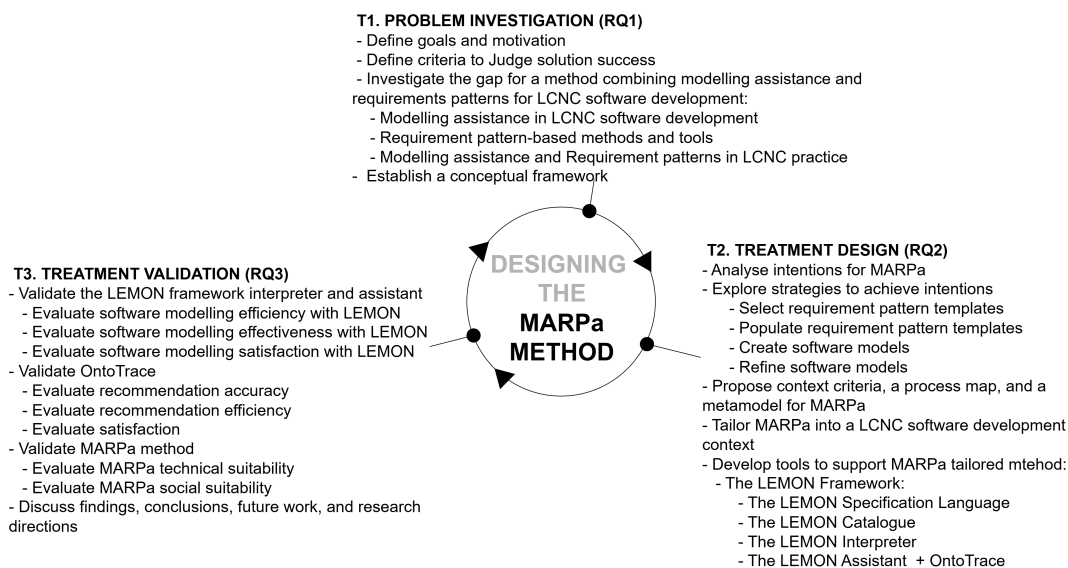 T1. PROBLEM INVESTIGATION (RQ1)
- Define goals and motivation
- Define criteria to Judge solution success
- Investigate the gap for a method combining modelling assistance and
requirements patterns for LCNC software development:
- Modelling assistance in LCNC software development
- Requirement pattern-based methods and tools
- Modelling assistance and Requirement patterns in LCNC practice
- Establish a conceptual framework
DESIGNING
THE
MARPa
METHOD
T2. TREATMENT DESIGN (RQ2)
- Analyse intentions for MARPa
- Explore strategies to achieve intentions
- Select requirement pattern templates
- Populate requirement pattern templates
- Create software models
- Refine software models
- Propose context criteria, a process map, and a
metamodel for MARPa
- Tailor MARPa into a LCNC software development
context
- Develop tools to support MARPa tailored mtehod:
- The LEMON Framework:
- The LEMON Specification Language
- The LEMON Catalogue
- The LEMON Interpreter
- The LEMON Assistant + OntoTrace
T3. TREATMENT VALIDATION (RQ3)
- Validate the LEMON framework interpreter and assistant
- Evaluate software modelling efficiency with LEMON
- Evaluate software modelling effectiveness with LEMON
- Evaluate software modelling satisfaction with LEMON
- Validate OntoTrace
- Evaluate recommendation accuracy
- Evaluate recommendation efficiency
- Evaluate satisfaction
- Validate MARPa method
- Evaluate MARPa technical suitability
- Evaluate MARPa social suitability
- Discuss findings, conclusions, future work, and research
directions